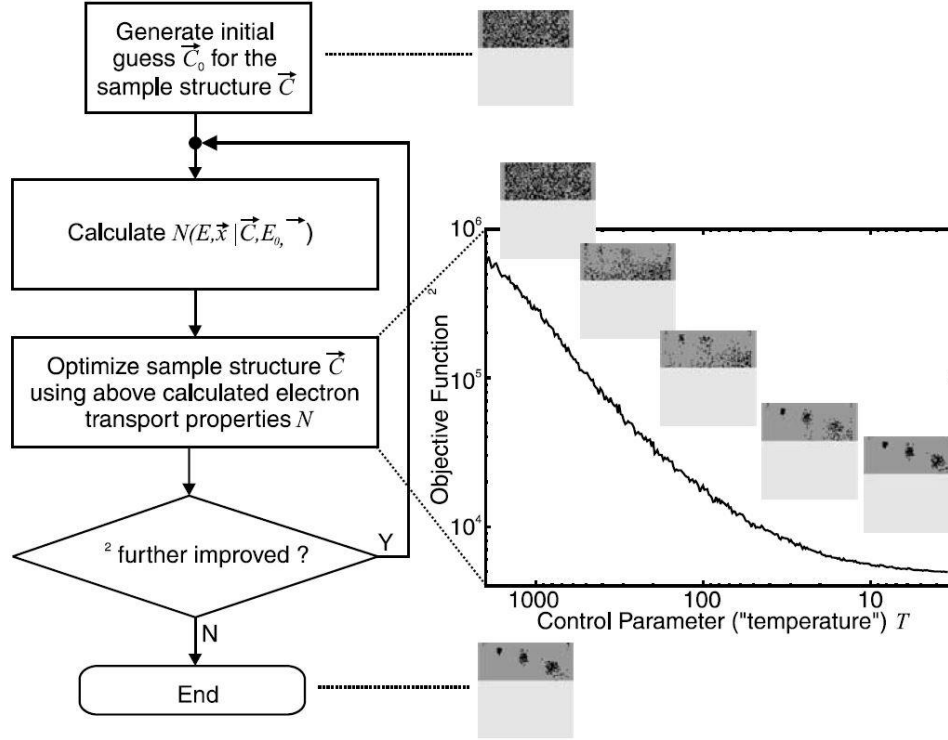 Generate initial
guess C⃗₀ for the
sample structure C⃗
Calculate N(E,x⃗ | C⃗,E₀, ⃗ )
Optimize sample structure C⃗
using above calculated electron
transport properties N
² further improved ?
Y
N
End
Objective Function ²
10⁶
10⁵
10⁴
1000
100
10
Control Parameter ("temperature") T